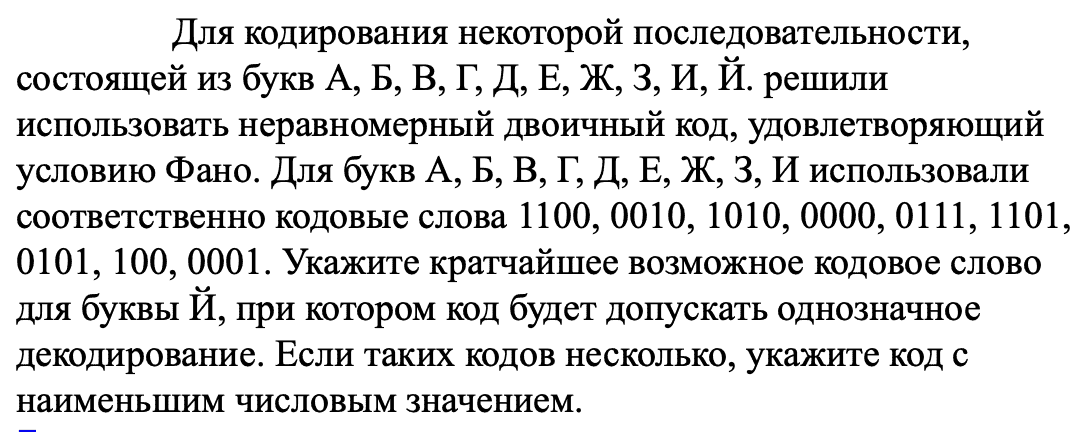 Для кодирования некоторой последовательности,
состоящей из букв А, Б, В, Г, Д, Е, Ж, З, И, Й. решили
использовать неравномерный двоичный код, удовлетворяющий
условию Фано. Для букв А, Б, В, Г, Д, Е, Ж, З, И использовали
соответственно кодовые слова 1100, 0010, 1010, 0000, 0111, 1101,
0101, 100, 0001. Укажите кратчайшее возможное кодовое слово
для буквы Й, при котором код будет допускать однозначное
декодирование. Если таких кодов несколько, укажите код с
наименьшим числовым значением.